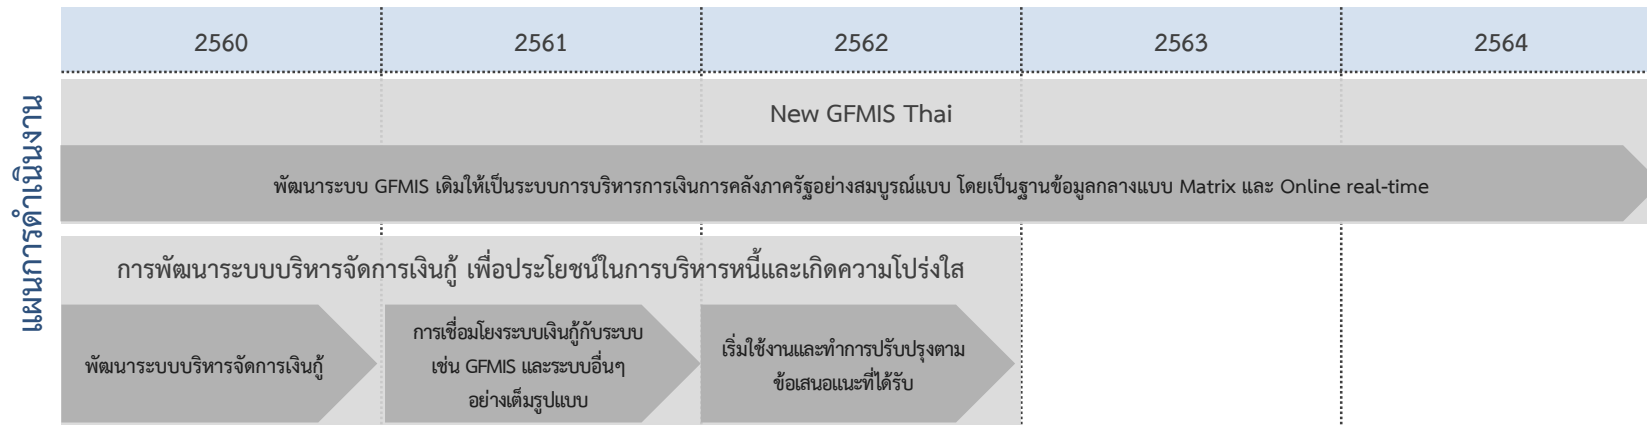 2560 2561 2562 2563 2564
แผนการดำเนินงาน
New GFMIS Thai
พัฒนาระบบ GFMIS เดิมให้เป็นระบบการบริหารการเงินการคลังภาครัฐอย่างสมบูรณ์แบบ โดยเป็นฐานข้อมูลกลางแบบ Matrix และ Online real-time
การพัฒนาระบบบริหารจัดการเงินกู้ เพื่อประโยชน์ในการบริหารหนี้และเกิดความโปร่งใส
พัฒนาระบบบริหารจัดการเงินกู้
การเชื่อมโยงระบบเงินกู้กับระบบ
เช่น GFMIS และระบบอื่นๆ
อย่างเต็มรูปแบบ
เริ่มใช้งานและทำการปรับปรุงตาม
ข้อเสนอแนะที่ได้รับ